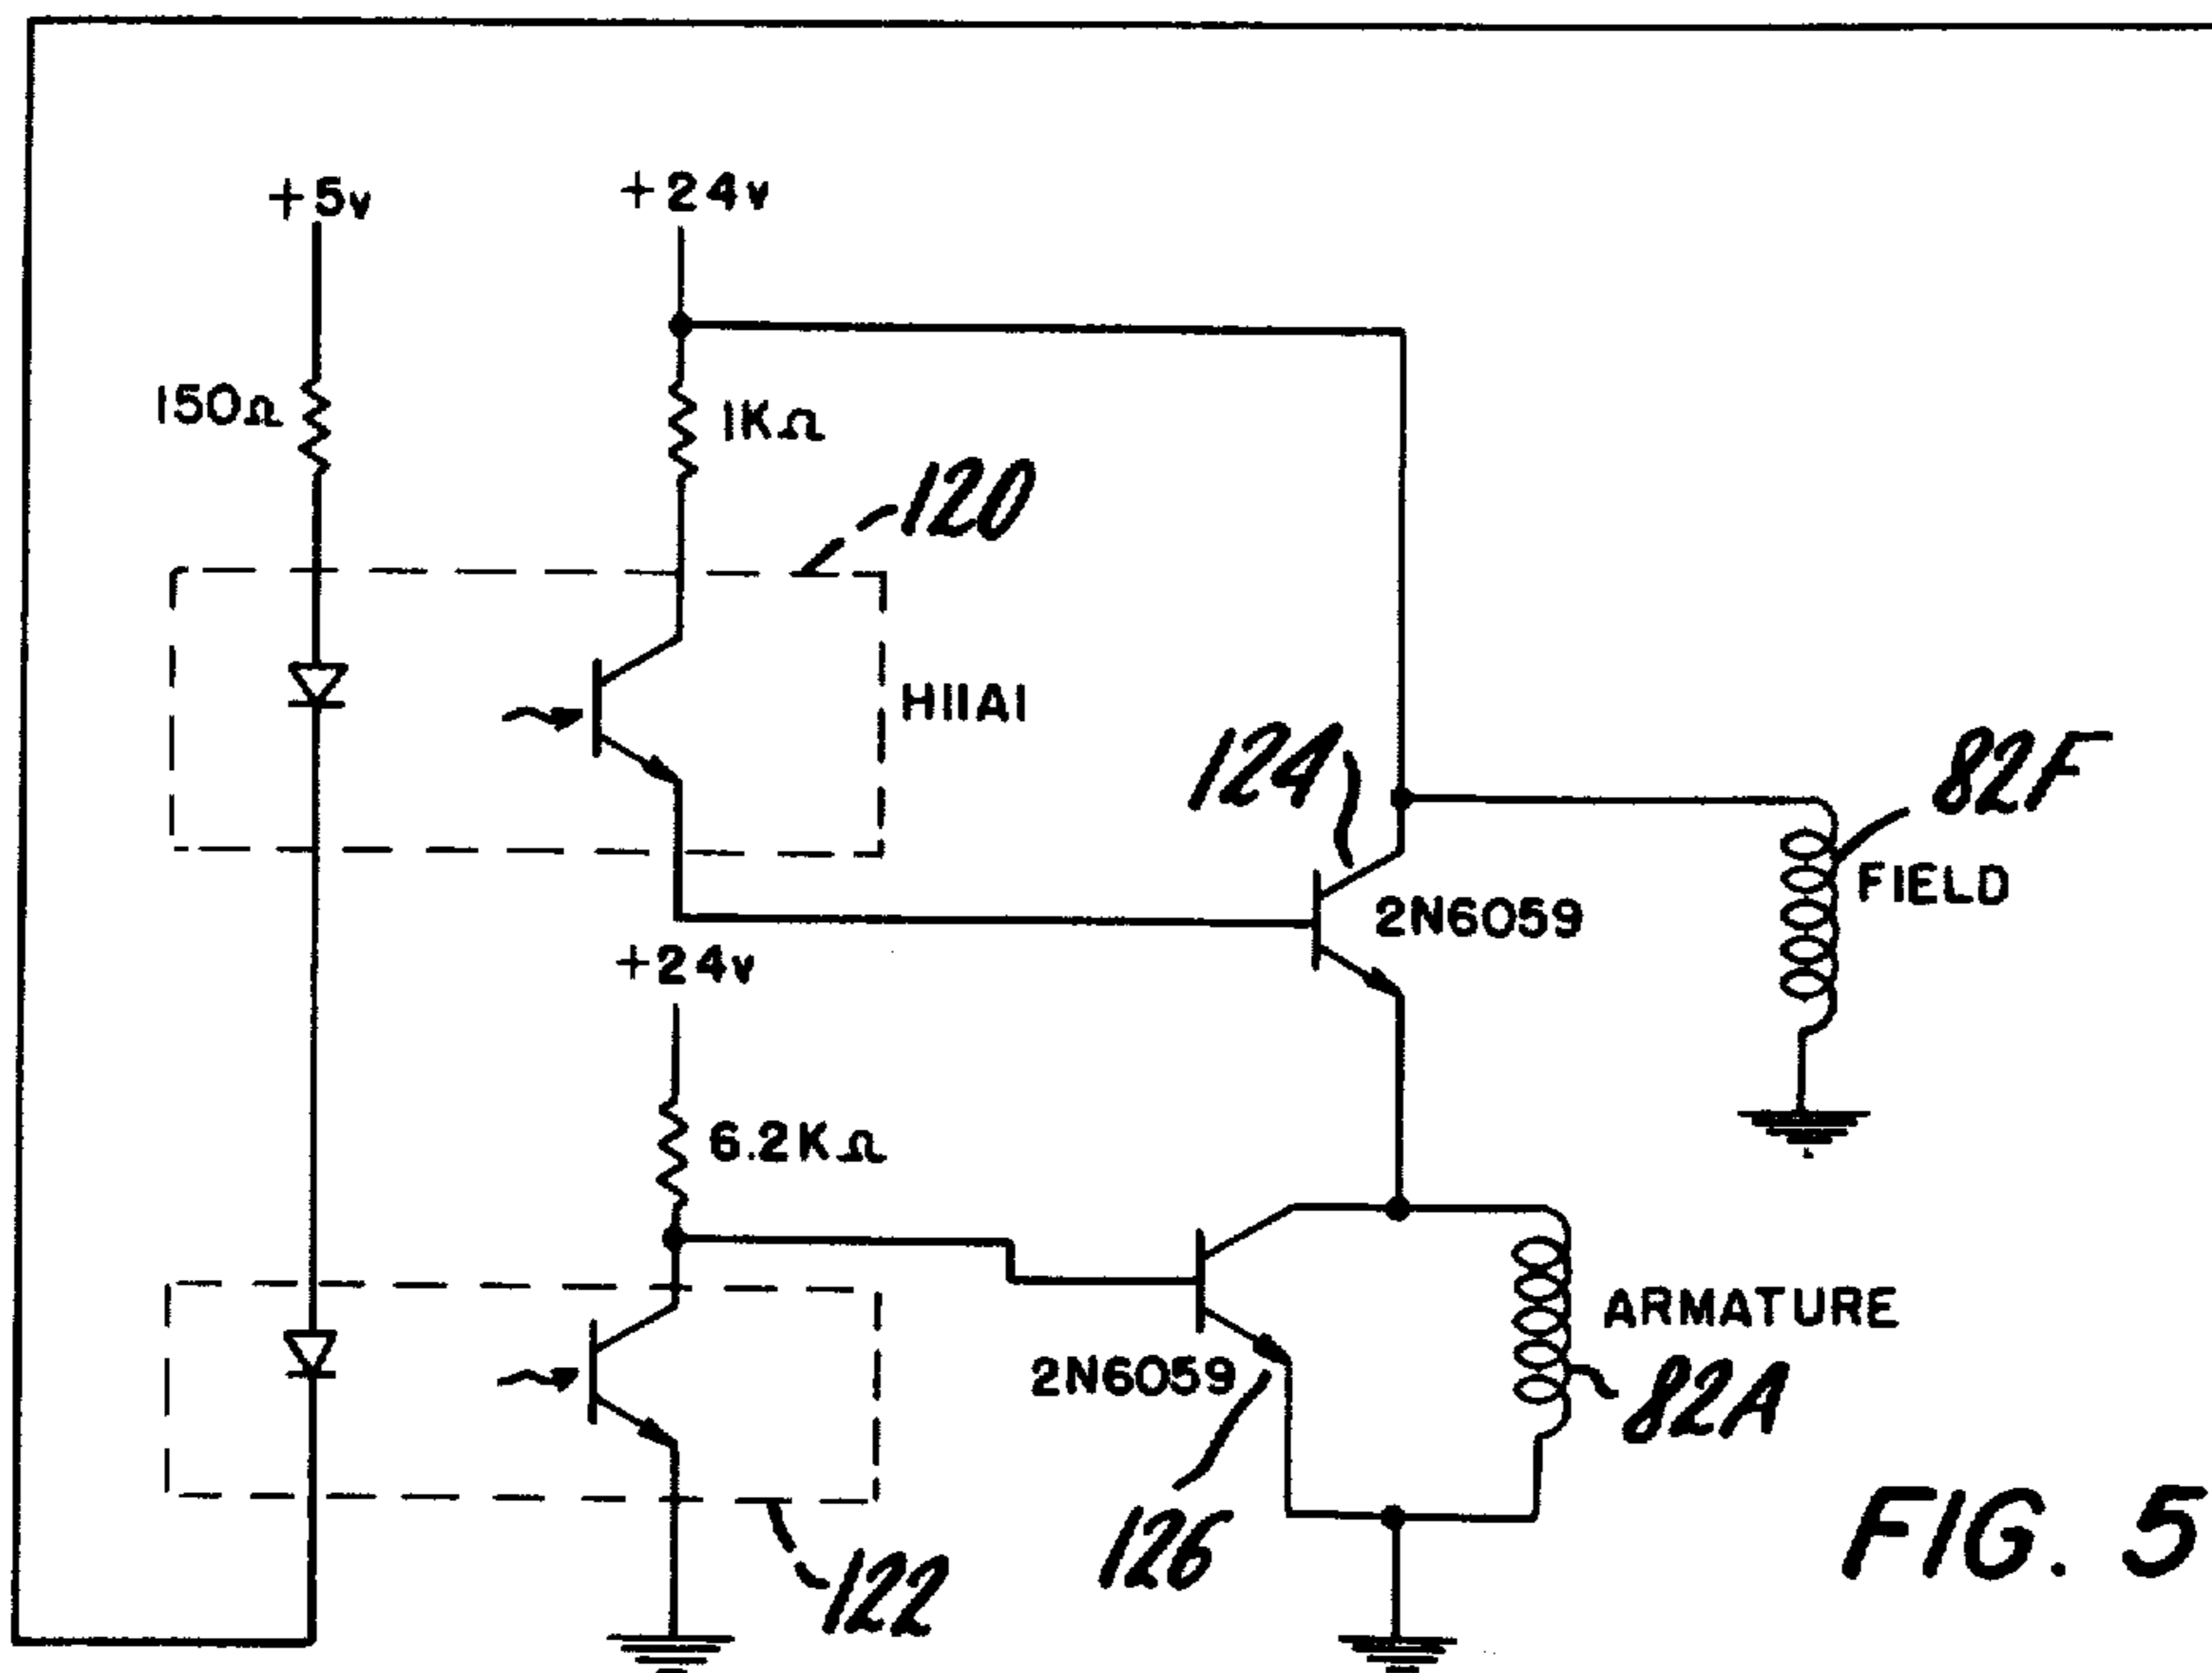 +5v
+24v
150Ω
1KΩ
120
H11A1
124
82F
FIELD
2N6059
+24v
6.2KΩ
ARMATURE
2N6059
82A
126
122
FIG. 5